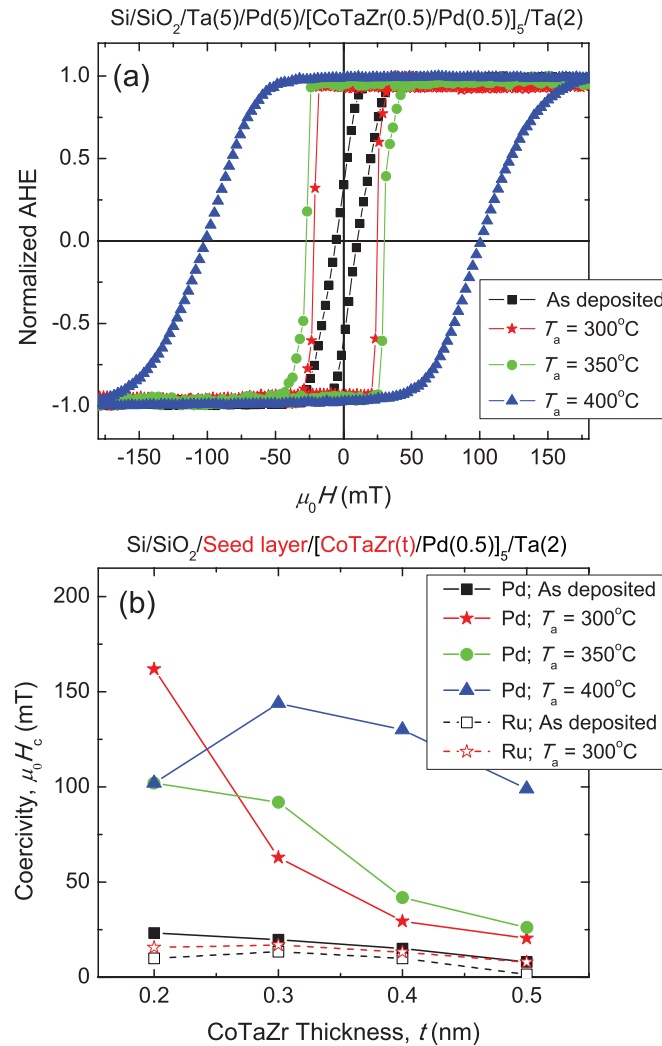 Si/SiO₂/Ta(5)/Pd(5)/[CoTaZr(0.5)/Pd(0.5)]₅/Ta(2)
(a)
1.0
0.5
0.0
-0.5
-1.0
Normalized AHE
As deposited
Tₐ = 300°C
Tₐ = 350°C
Tₐ = 400°C
-150 -100 -50 0 50 100 150
μ₀H (mT)
Si/SiO₂/Seed layer/[CoTaZr(t)/Pd(0.5)]₅/Ta(2)
(b)
200
150
100
50
0
Coercivity, μ₀H_c (mT)
Pd; As deposited
Pd; Tₐ = 300°C
Pd; Tₐ = 350°C
Pd; Tₐ = 400°C
Ru; As deposited
Ru; Tₐ = 300°C
0.2 0.3 0.4 0.5
CoTaZr Thickness, t (nm)